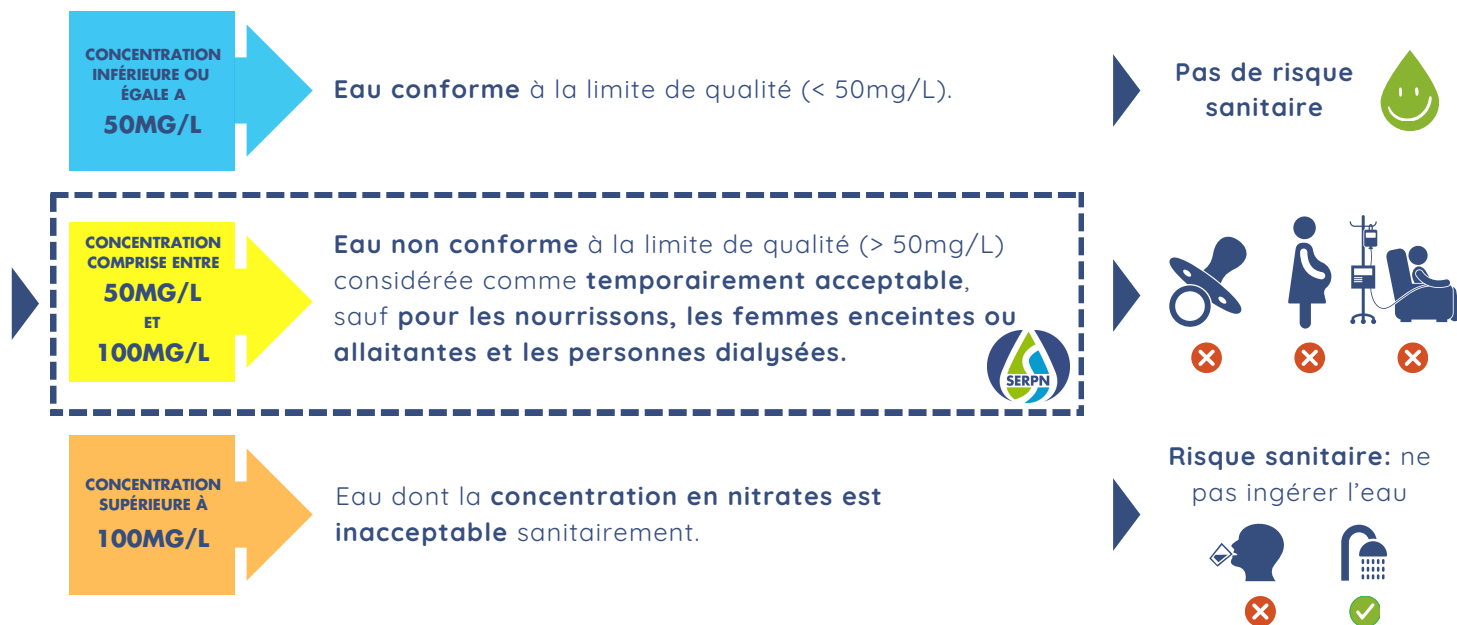 CONCENTRATION
INFÉRIEURE OU
ÉGALE A
50MG/L
Eau conforme à la limite de qualité (< 50mg/L).
Pas de risque
sanitaire
CONCENTRATION
COMPRISE ENTRE
50MG/L
ET
100MG/L
Eau non conforme à la limite de qualité (> 50mg/L)
considérée comme temporairement acceptable,
sauf pour les nourrissons, les femmes enceintes ou
allaitantes et les personnes dialysées.
SERPN
CONCENTRATION
SUPÉRIEURE À
100MG/L
Eau dont la concentration en nitrates est
inacceptable sanitairement.
Risque sanitaire: ne
pas ingérer l'eau